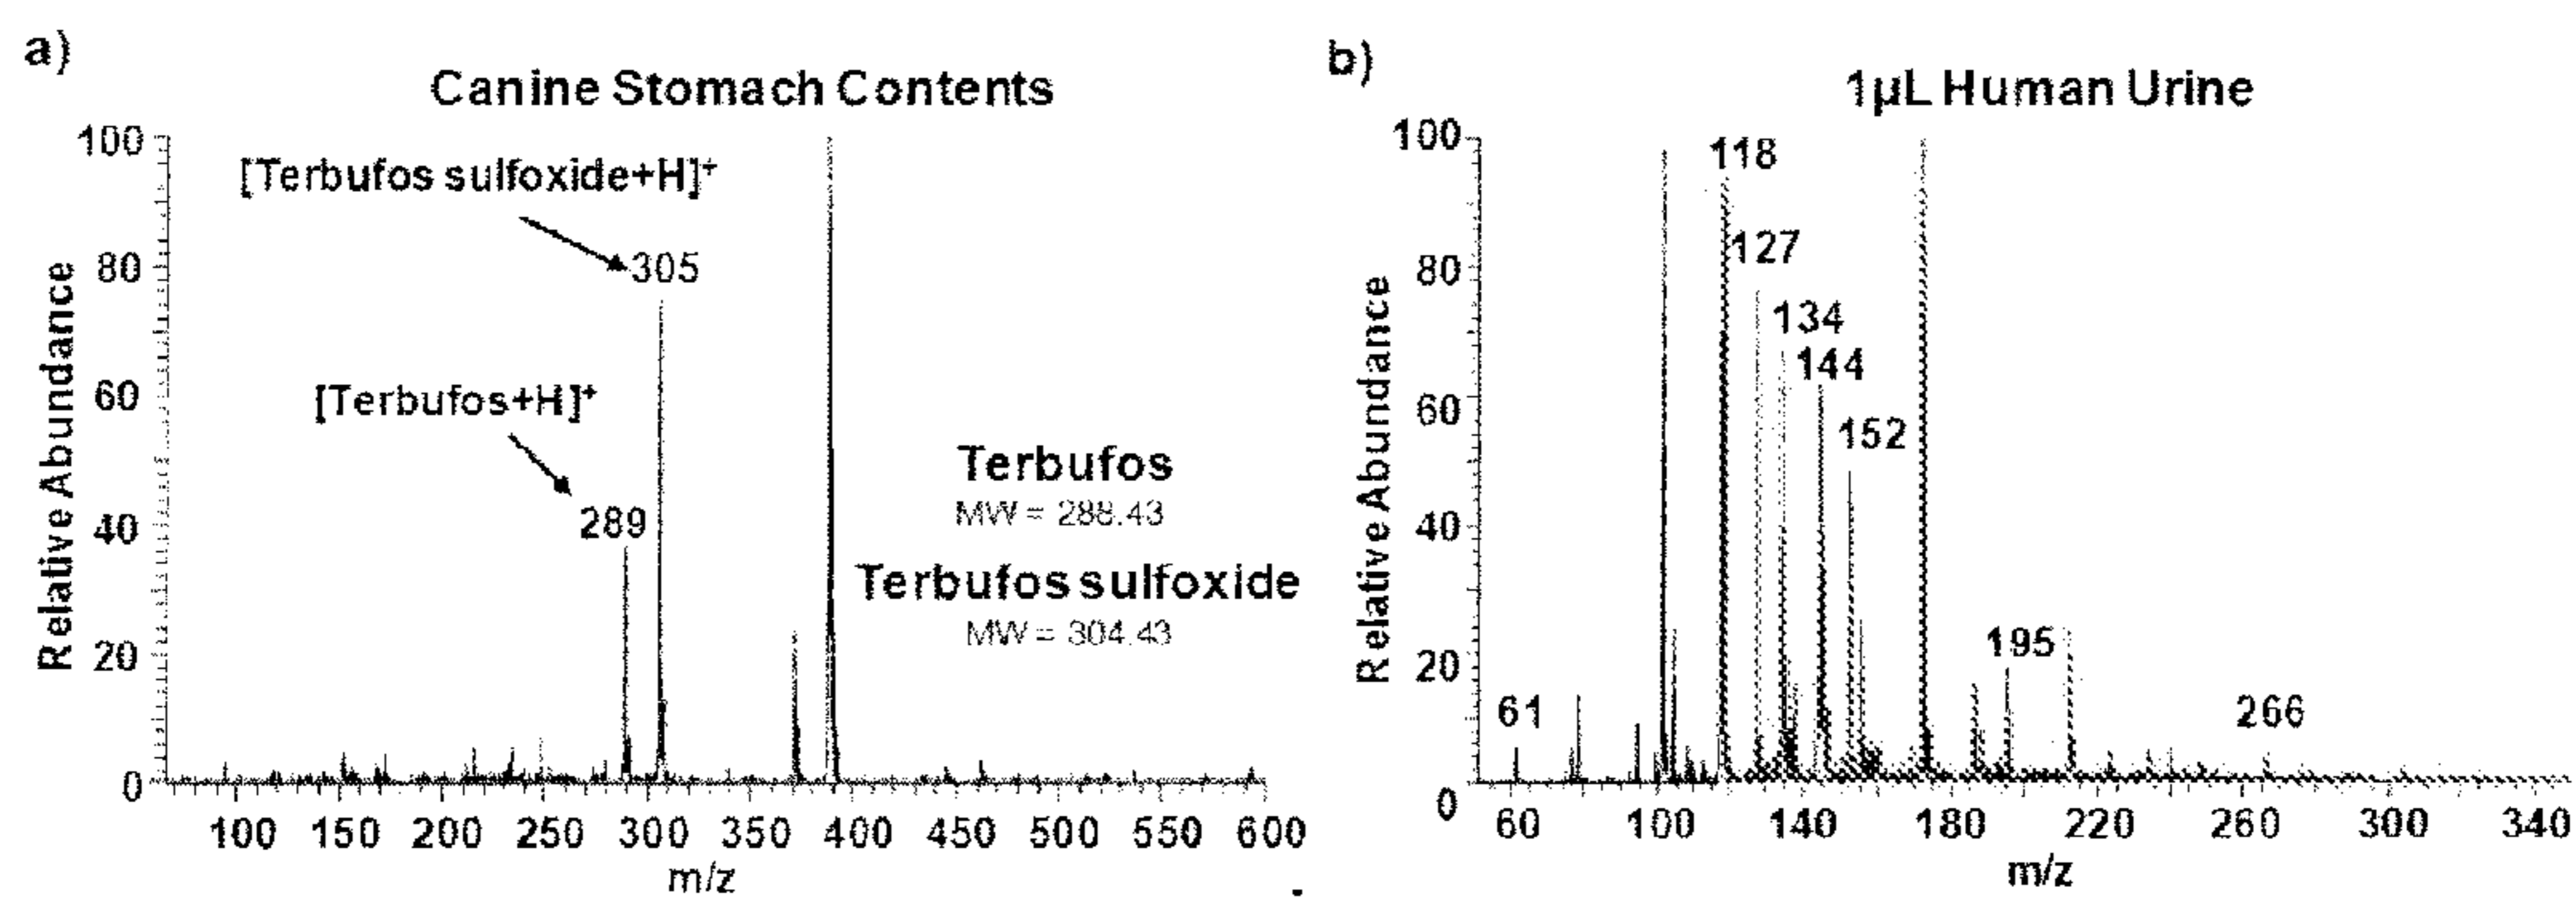 a)
Canine Stomach Contents
[Terbufos sulfoxide+H]+
305
[Terbufos+H]+
289
Terbufos
MW = 288.43
Terbufos sulfoxide
MW = 304.43
Relative Abundance
100
80
60
40
20
0
100 150 200 250 300 350 400 450 500 550 600
m/z
b)
1µL Human Urine
118
127
134
144
152
195
61
266
Relative Abundance
100
80
60
40
20
0
60 100 140 180 220 260 300 340
m/z